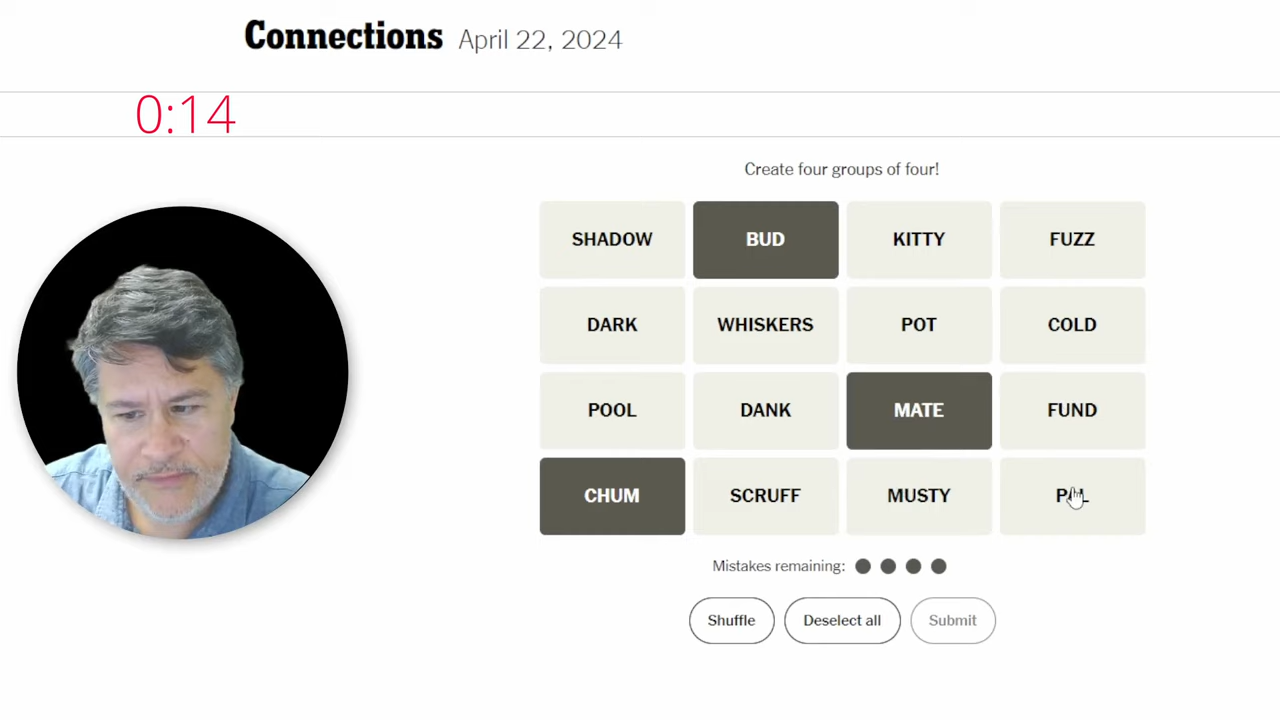 Connections April 22, 2024
0:14
Create four groups of four!
SHADOW BUD KITTY FUZZ
DARK WHISKERS POT COLD
POOL DANK MATE FUND
CHUM SCRUFF MUSTY PAL
Mistakes remaining:
Shuffle Deselect all Submit